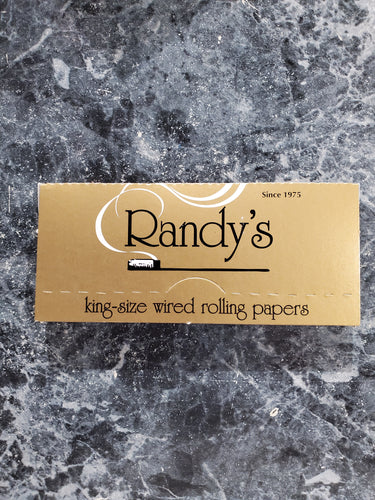 Since 1975
Randy's
king-size wired rolling papers